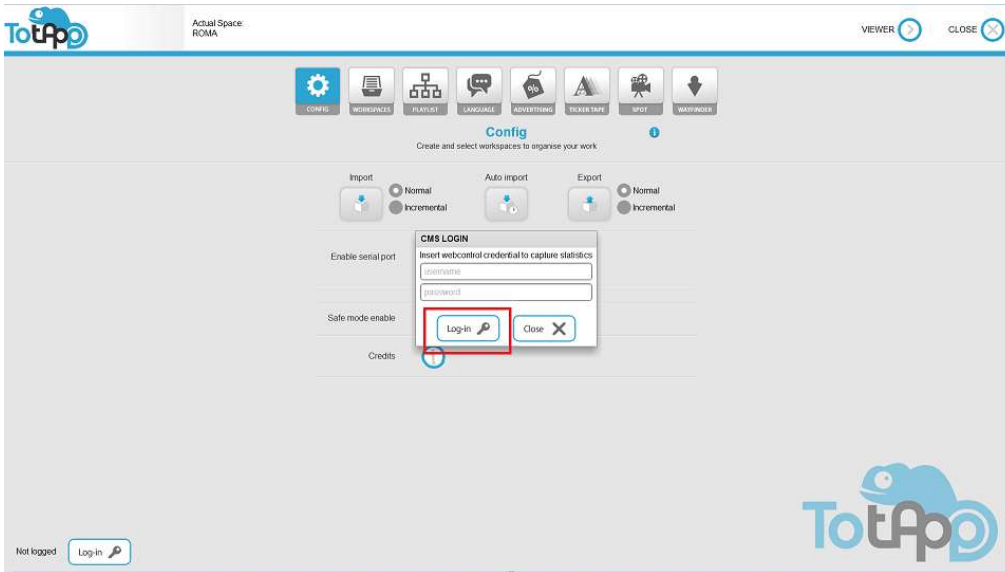 TotApp
Actual Space:
ROMA
VIEWER
CLOSE
CONFIG
WORKSPACES
PLAYLIST
LANGUAGE
ADVERTISING
TICKER TAPE
SPOT
WAYFINDER
Config
Create and select workspaces to organise your work
Import
Normal
Incremental
Auto import
Export
Normal
Incremental
CMS LOGIN
Insert webcontrol credential to capture statistics
username
password
Log-in
Close
Enable serial port
Safe mode enable
Credits
TotApp
Not logged
Log-in